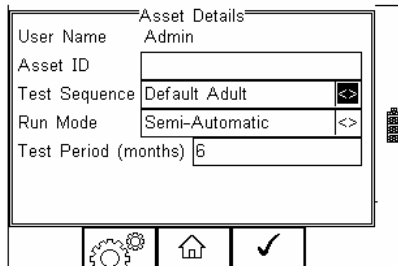 Asset Details
User Name Admin
Asset ID
Test Sequence Default Adult <>
Run Mode Semi-Automatic <>
Test Period (months) 6